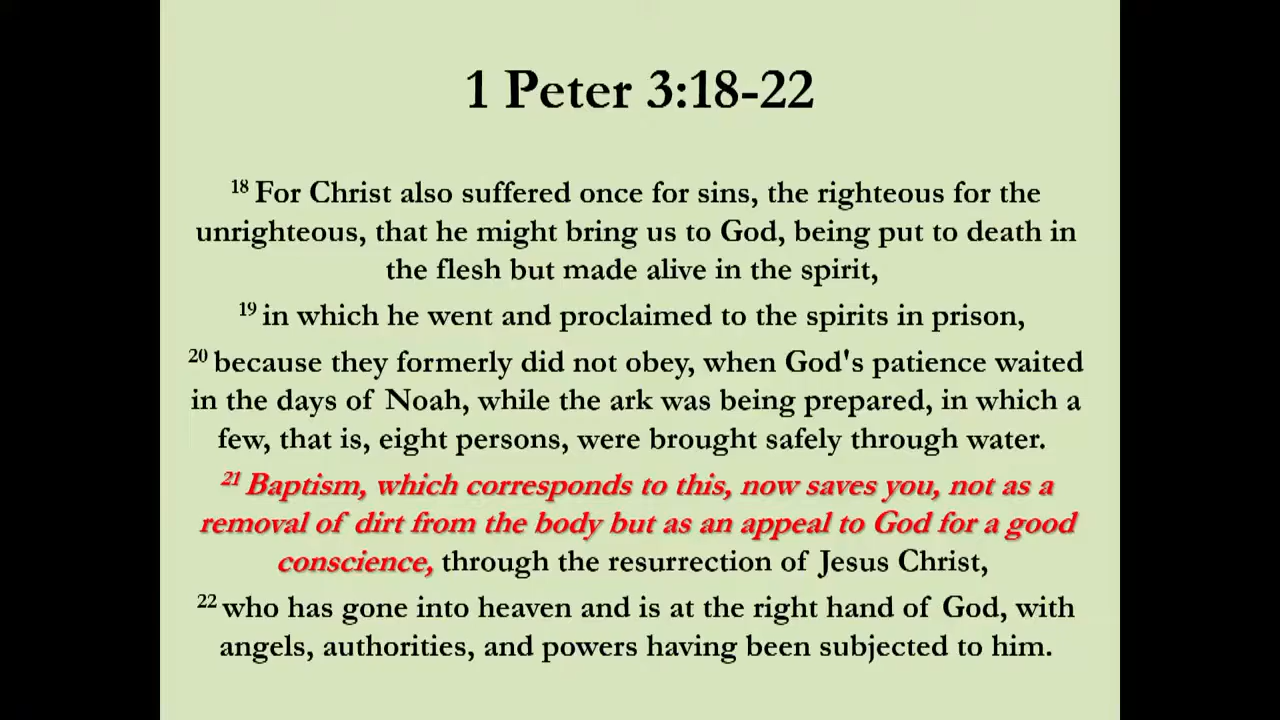 1 Peter 3:18-22
18 For Christ also suffered once for sins, the righteous for the
unrighteous, that he might bring us to God, being put to death in
the flesh but made alive in the spirit,
19 in which he went and proclaimed to the spirits in prison,
20 because they formerly did not obey, when God's patience waited
in the days of Noah, while the ark was being prepared, in which a
few, that is, eight persons, were brought safely through water.
21 Baptism, which corresponds to this, now saves you, not as a
removal of dirt from the body but as an appeal to God for a good
conscience, through the resurrection of Jesus Christ,
22 who has gone into heaven and is at the right hand of God, with
angels, authorities, and powers having been subjected to him.